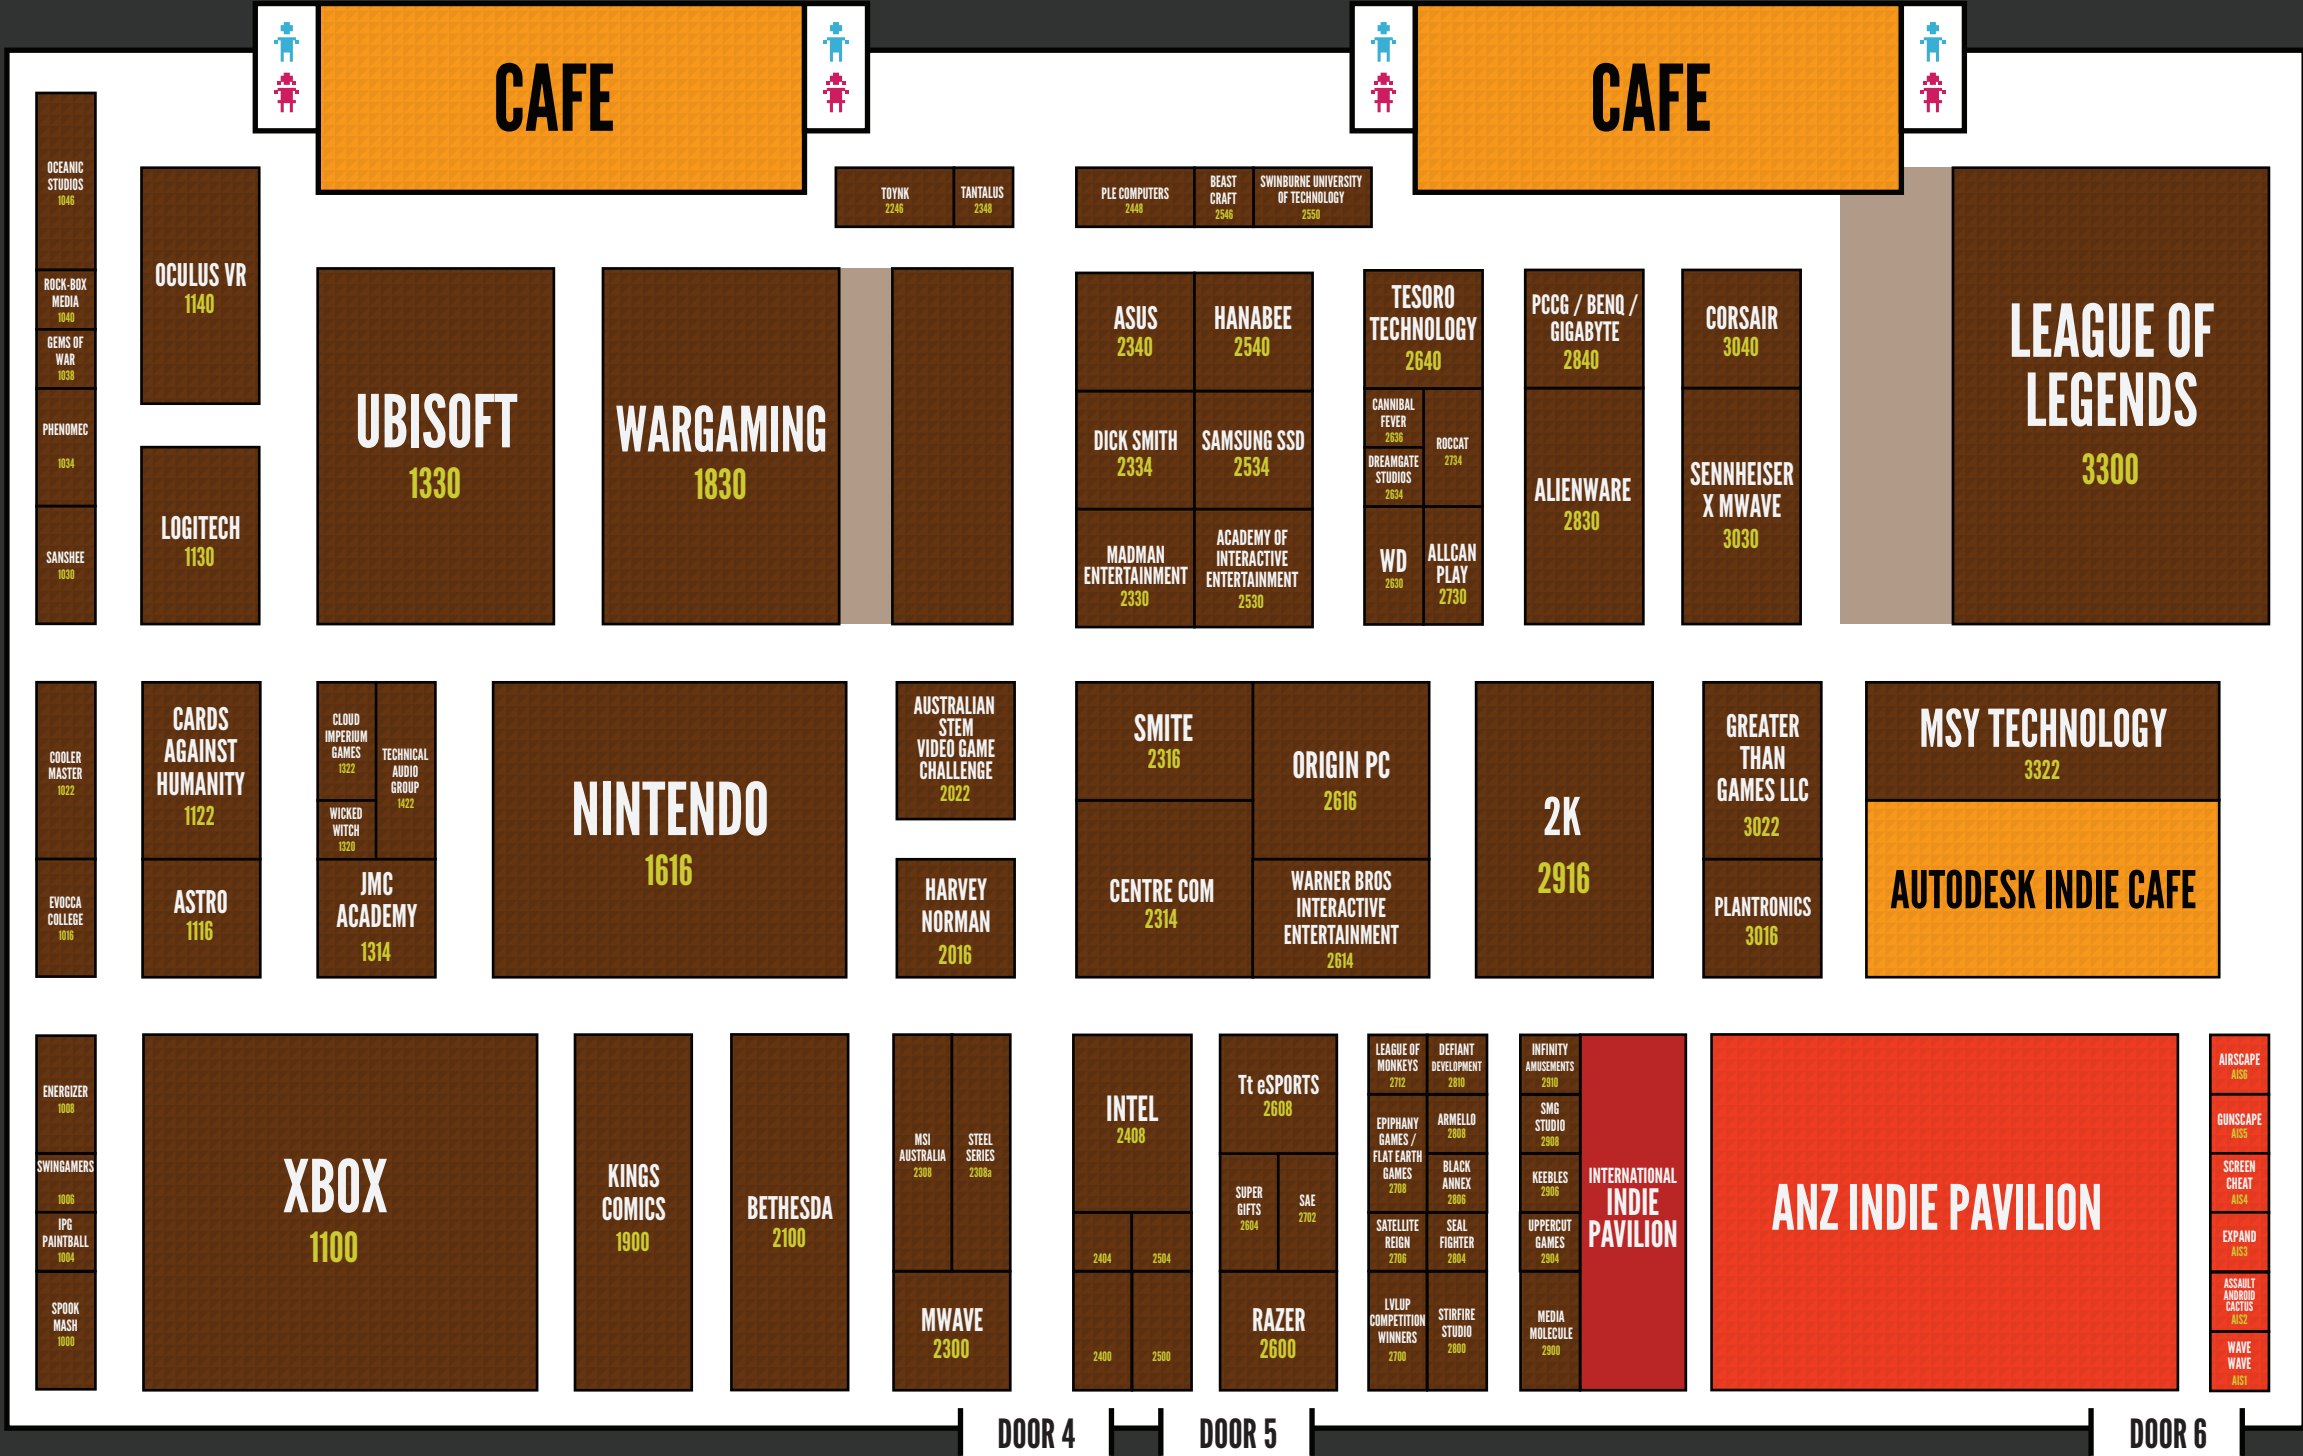 CAFE
CAFE
OCEANIC
STUDIOS
1046
ROCK-BOX
MEDIA
1040
GEMS OF
WAR
1038
PHENOMEC
1034
SANSHEE
1030
OCULUS VR
1140
LOGITECH
1130
UBISOFT
1330
WARGAMING
1830
TOYNK
2246
TANTALUS
2348
PLE COMPUTERS
2448
BEAST
CRAFT
2546
SWINBURNE UNIVERSITY
OF TECHNOLOGY
2550
ASUS
2340
HANABEE
2540
DICK SMITH
2334
SAMSUNG SSD
2534
MADMAN
ENTERTAINMENT
2330
ACADEMY OF
INTERACTIVE
ENTERTAINMENT
2530
TESORO
TECHNOLOGY
2640
CANNIBAL
FEVER
2636
DREAMGATE
STUDIOS
2634
ROCCAT
2734
WD
2630
ALLCAN
PLAY
2730
PCCG / BENQ /
GIGABYTE
2840
ALIENWARE
2830
CORSAIR
3040
SENNHEISER
X MWAVE
3030
LEAGUE OF
LEGENDS
3300
COOLER
MASTER
1022
EVOCCA
COLLEGE
1016
CARDS
AGAINST
HUMANITY
1122
ASTRO
1116
CLOUD
IMPERIUM
GAMES
1322
WICKED
WITCH
1320
TECHNICAL
AUDIO
GROUP
1422
JMC
ACADEMY
1314
NINTENDO
1616
AUSTRALIAN
STEM
VIDEO GAME
CHALLENGE
2022
HARVEY
NORMAN
2016
SMITE
2316
CENTRE COM
2314
ORIGIN PC
2616
WARNER BROS
INTERACTIVE
ENTERTAINMENT
2614
2K
2916
GREATER
THAN
GAMES LLC
3022
PLANTRONICS
3016
MSY TECHNOLOGY
3322
AUTODESK INDIE CAFE
ENERGIZER
1008
SWINGAMERS
1006
IPG
PAINTBALL
1004
SPOOK
MASH
1000
XBOX
1100
KINGS
COMICS
1900
BETHESDA
2100
MSI
AUSTRALIA
2308
STEEL
SERIES
2308a
MWAVE
2300
INTEL
2408
2404
2504
2400
2500
Tt eSPORTS
2608
SUPER
GIFTS
2604
SAE
2702
RAZER
2600
LEAGUE OF
MONKEYS
2712
DEFIANT
DEVELOPMENT
2810
EPIPHANY
GAMES /
FLAT EARTH
GAMES
2708
ARMELLO
2808
BLACK
ANNEX
2806
SATELLITE
REIGN
2706
SEAL
FIGHTER
2804
LVLUP
COMPETITION
WINNERS
2700
STIRFIRE
STUDIO
2800
INFINITY
AMUSEMENTS
2910
SMG
STUDIO
2908
KEEBLES
2906
UPPERCUT
GAMES
2904
MEDIA
MOLECULE
2900
INTERNATIONAL
INDIE
PAVILION
ANZ INDIE PAVILION
AIRSCAPE
AIS6
GUNSCAPE
AIS5
SCREEN
CHEAT
AIS4
EXPAND
AIS3
ASSAULT
ANDROID
CACTUS
AIS2
WAVE
WAVE
AIS1
DOOR 4
DOOR 5
DOOR 6